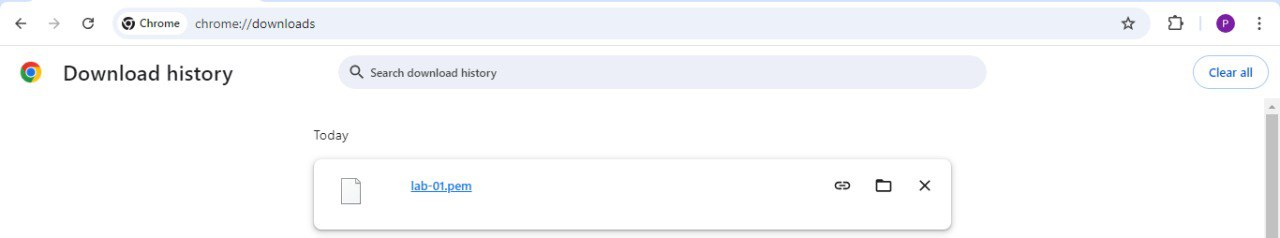 Chrome chrome://downloads P
Download history Search download history Clear all
Today
lab-01.pem